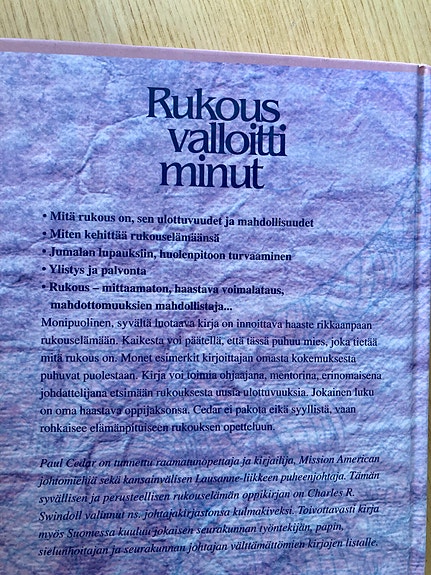 Rukous
valloitti
minut
• Mitä rukous on, sen ulottuvuudet ja mahdollisuudet
• Miten kehittää rukouselämäänsä
• Jumalan lupauksiin, huolenpitoon turvaaminen
• Ylistys ja palvonta
• Rukous – mittaamaton, haastava voimalataus,
mahdottomuuksien mahdollistaja...
Monipuolinen, syvältä luotaava kirja on innoittava haaste rikkaanpaan
rukouselämään. Kaikesta voi päätellä, että tässä puhuu mies, joka tietää
mitä rukous on. Monet esimerkit kirjoittajan omasta kokemuksesta
puhuvat puolestaan. Kirja voi toimia ohjaajana, mentorina, erinomaisena
johdattelijana etsimään rukouksesta uusia ulottuvuuksia. Jokainen luku
on oma haastava oppijaksonsa. Cedar ei pakota eikä syyllistä, vaan
rohkaisee elämänpituiseen rukouksen opetteluun.
Paul Cedar on tunnettu raamatunopettaja ja kirjailija, Mission American
johtomiehiä sekä kansainvälisen Lausanne-liikkeen puheenjohtaja. Tämän
syvällisen ja perusteellisen rukouselämän oppikirjan on Charles R.
Swindoll valinnut ns. johtajakirjastonsa kulmakiveksi. Toivottavasti kirja
myös Suomessa kuuluu jokaisen seurakunnan työntekijän, papin,
sielunhoitajan ja seurakunnan johtajan välttämättömien kirjojen listalle.